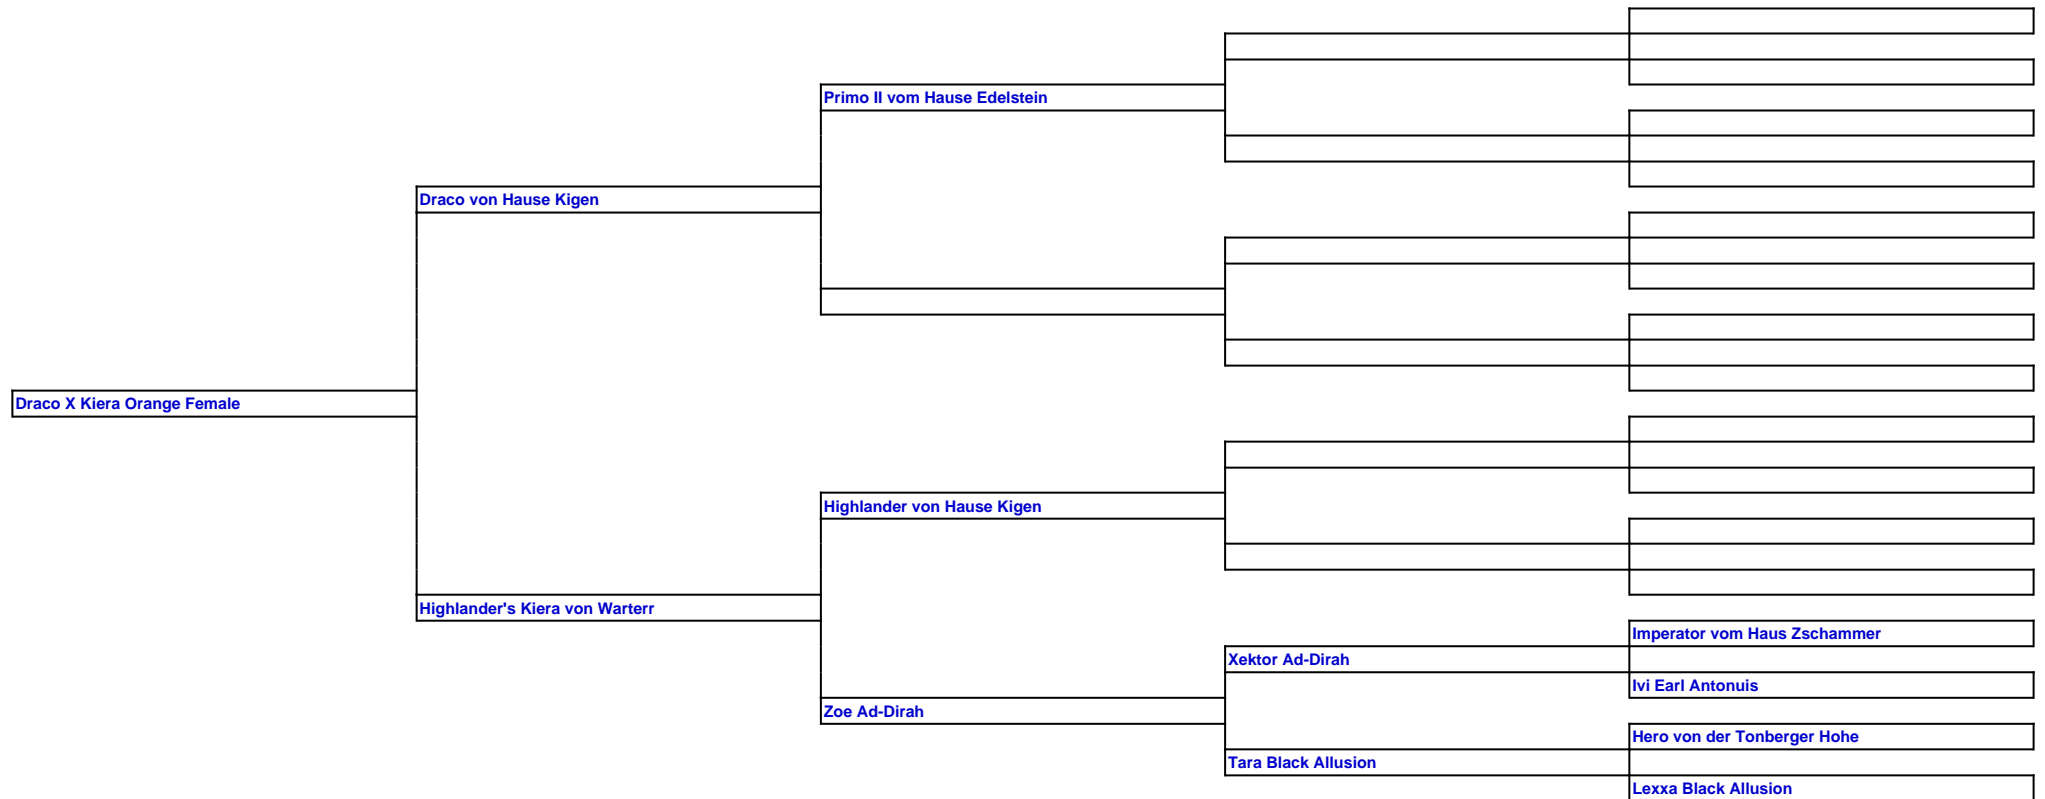 Primo II vom Hause Edelstein
Draco von Hause Kigen
Draco X Kiera Orange Female
Highlander von Hause Kigen
Highlander's Kiera von Warterr
Imperator vom Haus Zschammer
Xektor Ad-Dirah
Ivi Earl Antonuis
Zoe Ad-Dirah
Hero von der Tonberger Hohe
Tara Black Allusion
Lexxa Black Allusion